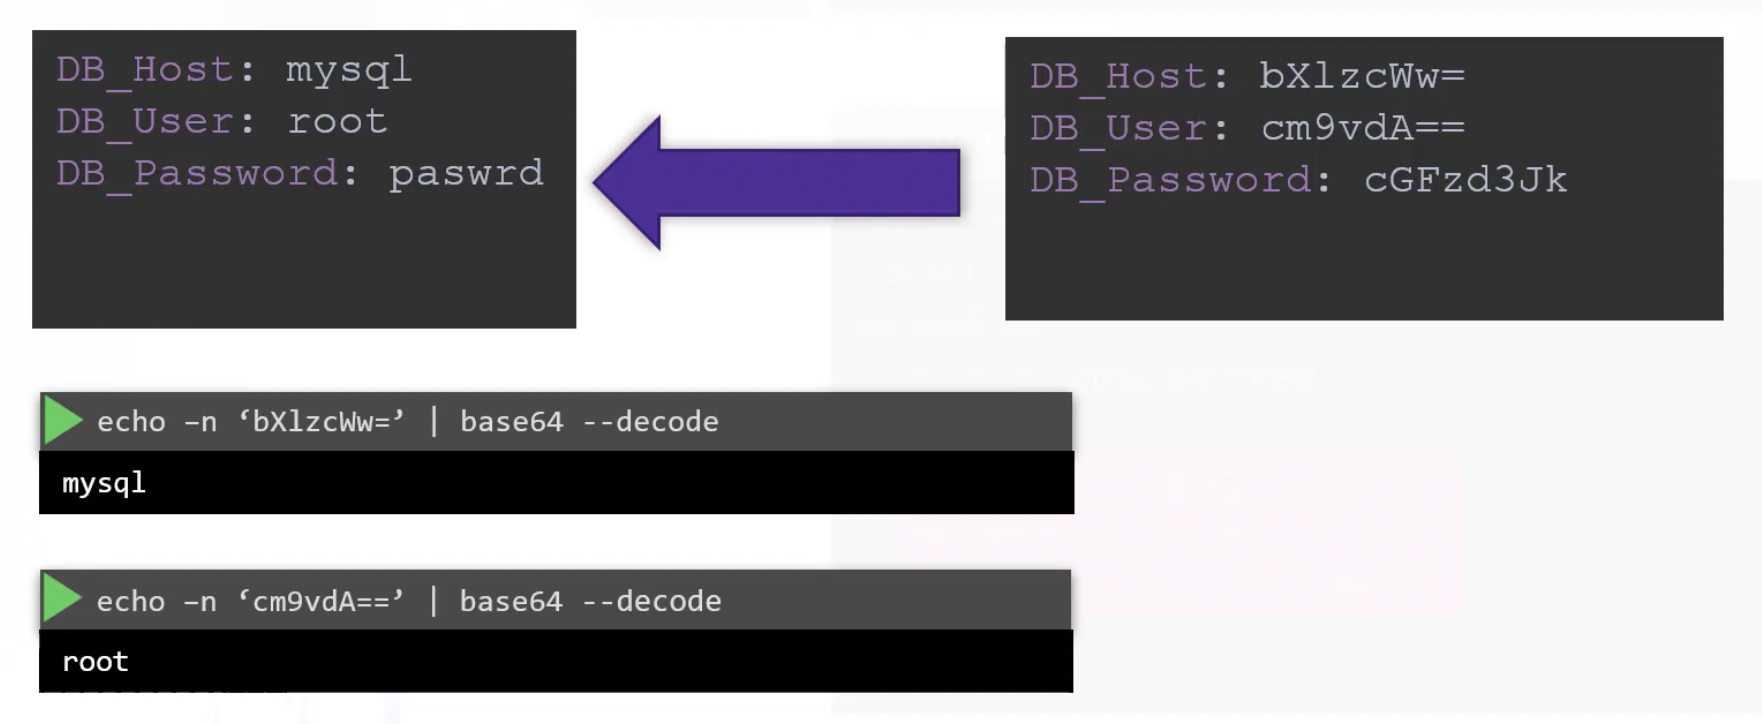 DB_Host: mysql
DB_User: root
DB_Password: paswrd
DB_Host: bXlzcWw=
DB_User: cm9vdA==
DB_Password: cGFzd3Jk
echo –n ‘bXlzcWw=’ | base64 --decode
mysql
echo –n ‘cm9vdA==’ | base64 --decode
root